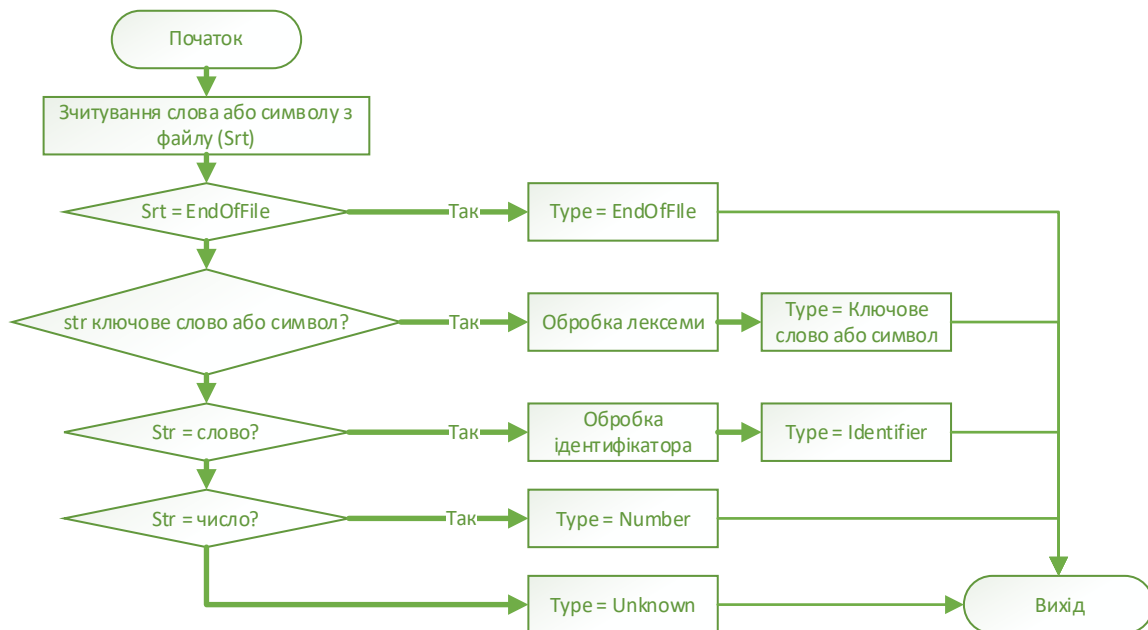 Початок
Зчитування слова або символу з
файлу (Srt)
Srt = EndOfFile
Так
Type = EndOfFIle
str ключове слово або символ?
Так
Обробка лексеми
Type = Ключове
слово або символ
Str = слово?
Так
Обробка
ідентифікатора
Type = Identifier
Str = число?
Так
Type = Number
Type = Unknown
Вихід